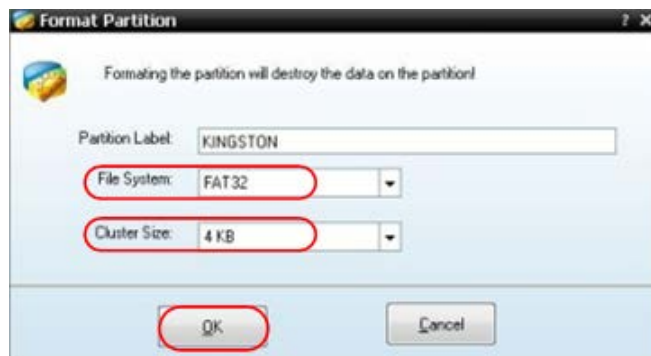 Format Partition ? X
Formating the partition will destroy the data on the partition!
Partition Label: KINGSTON
File System: FAT32
Cluster Size: 4 KB
OK Cancel